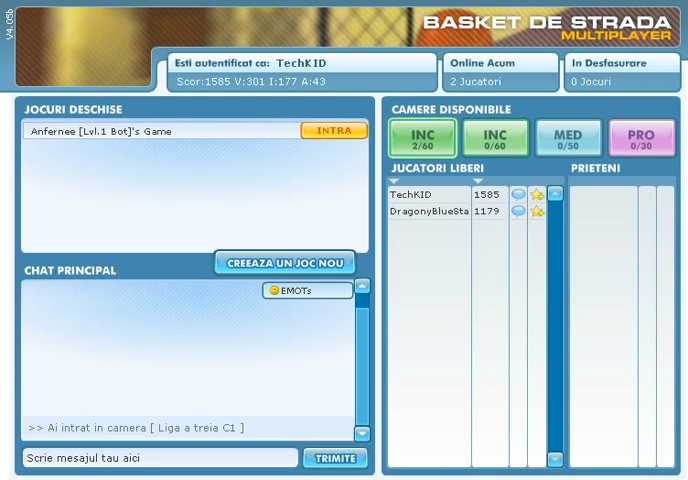 V4.05b
BASKET DE STRADA
MULTIPLAYER
Esti autentificat ca: TechKID
Scor:1585 V:301 I:177 A:43
Online Acum
2 Jucatori
In Desfasurare
0 Jocuri
JOCURI DESCHISE
Anfernee [Lvl.1 Bot]'s Game
INTRA
CREEAZA UN JOC NOU
CHAT PRINCIPAL
EMOTs
>> Ai intrat in camera [ Liga a treia C1 ]
Scrie mesajul tau aici
TRIMITE
CAMERE DISPONIBILE
INC
2/60
INC
0/60
MED
0/50
PRO
0/30
JUCATORI LIBERI
PRIETENI
TechKID 1585
DragonyBlueSta 1179